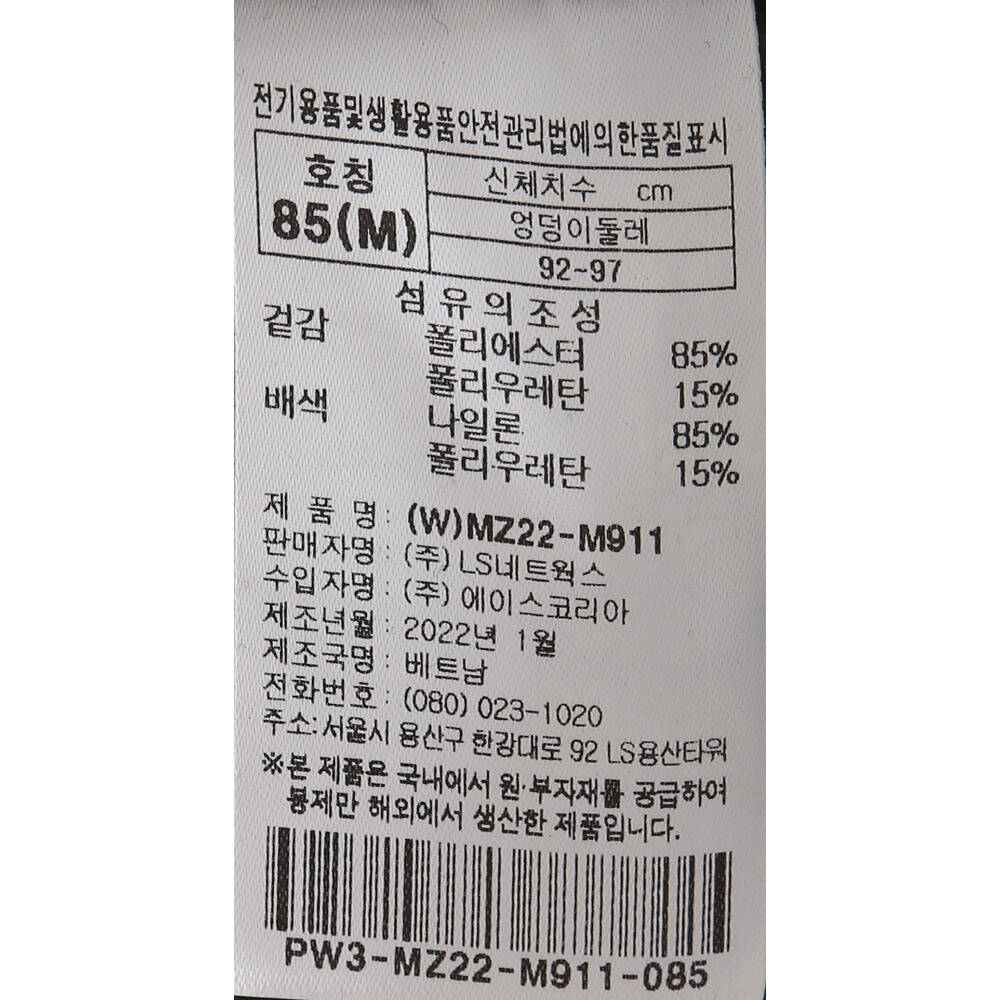 전기용품및생활용품안전관리법에의한품질표시
호칭
85(M)
신체치수 cm
엉덩이둘레
92~97
섬유의조성
겉감 폴리에스터 85%
폴리우레탄 15%
배색 나일론 85%
폴리우레탄 15%
제 품 명: (W)MZ22-M911
판매자명: (주)LS네트웍스
수입자명: (주)에이스코리아
제조년월: 2022년 1월
제조국명: 베트남
전화번호: (080) 023-1020
주소:서울시 용산구 한강대로 92 LS용산타워
※본 제품은 국내에서 원·부자재를 공급하여
봉제만 해외에서 생산한 제품입니다.
PW3-MZ22-M911-085